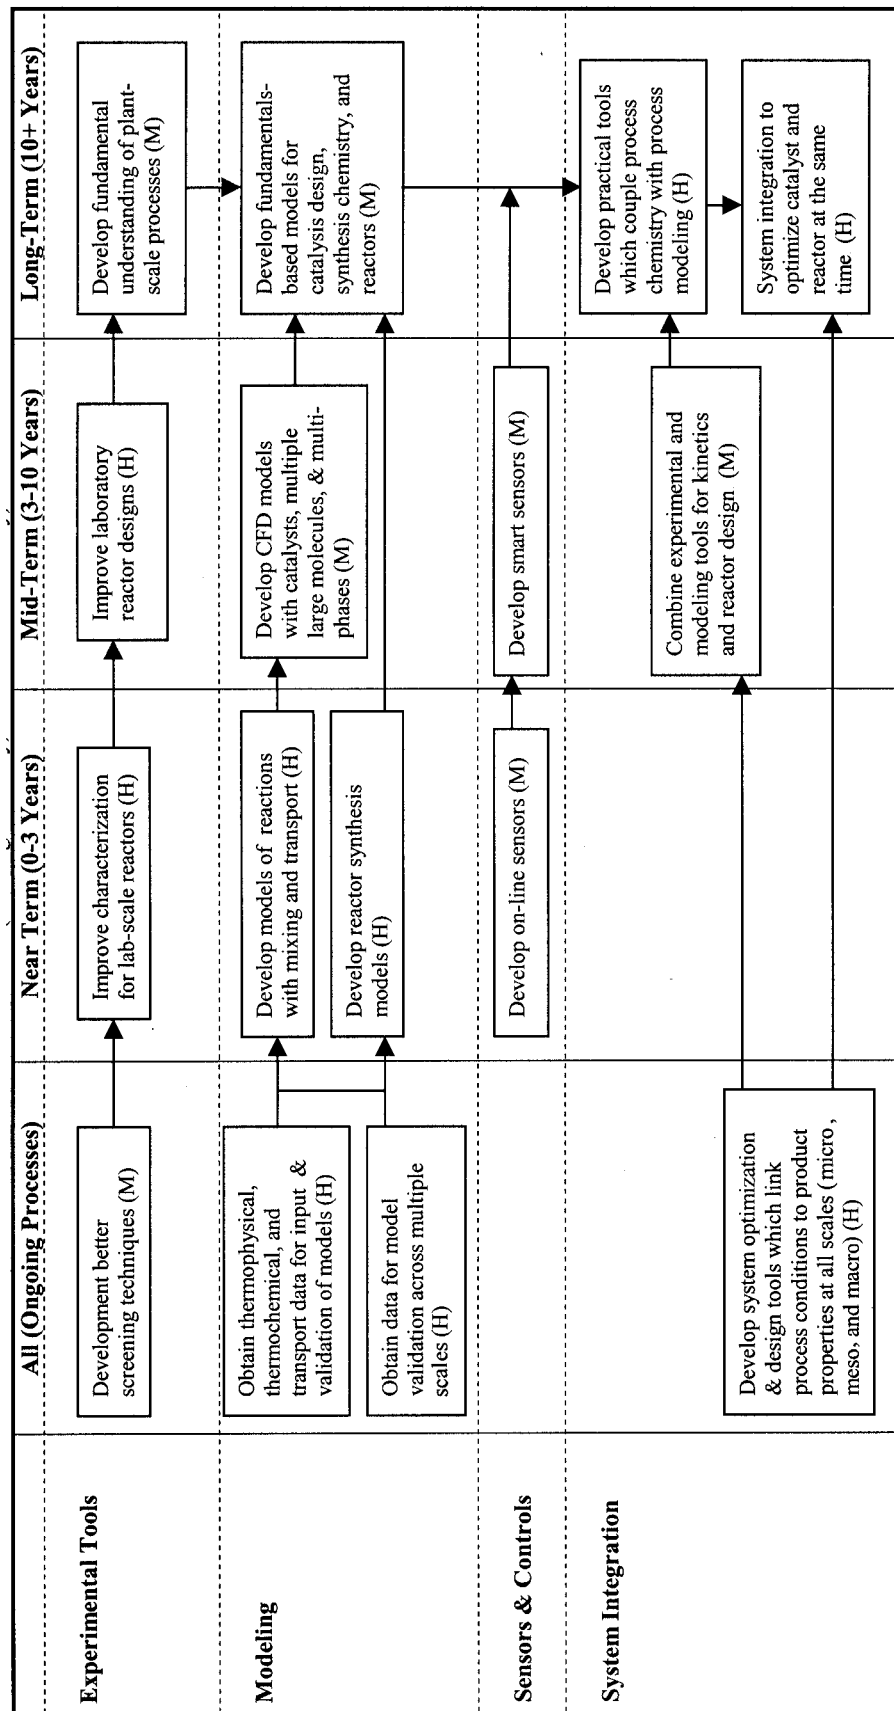 All (Ongoing Processes)
Near Term (0-3 Years)
Mid-Term (3-10 Years)
Long-Term (10+ Years)
Experimental Tools
Development better
screening techniques (M)
Improve characterization
for lab-scale reactors (H)
Improve laboratory
reactor designs (H)
Develop fundamental
understanding of plant-
scale processes (M)
Modeling
Obtain thermophysical,
thermochemical, and
transport data for input &
validation of models (H)
Obtain data for model
validation across multiple
scales (H)
Develop models of reactions
with mixing and transport (H)
Develop reactor synthesis
models (H)
Develop CFD models
with catalysts, multiple
large molecules, & multi-
phases (M)
Develop fundamentals-
based models for
catalysis design,
synthesis chemistry, and
reactors (M)
Sensors & Controls
Develop on-line sensors (M)
Develop smart sensors (M)
System Integration
Develop system optimization
& design tools which link
process conditions to product
properties at all scales (micro,
meso, and macro) (H)
Combine experimental and
modeling tools for kinetics
and reactor design (M)
Develop practical tools
which couple process
chemistry with process
modeling (H)
System integration to
optimize catalyst and
reactor at the same
time (H)